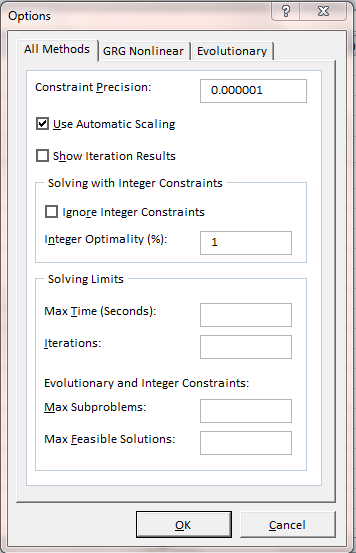 Options
?
All Methods GRG Nonlinear Evolutionary
Constraint Precision: 0.000001
Use Automatic Scaling
Show Iteration Results
Solving with Integer Constraints
Ignore Integer Constraints
Integer Optimality (%): 1
Solving Limits
Max Time (Seconds):
Iterations:
Evolutionary and Integer Constraints:
Max Subproblems:
Max Feasible Solutions:
OK Cancel